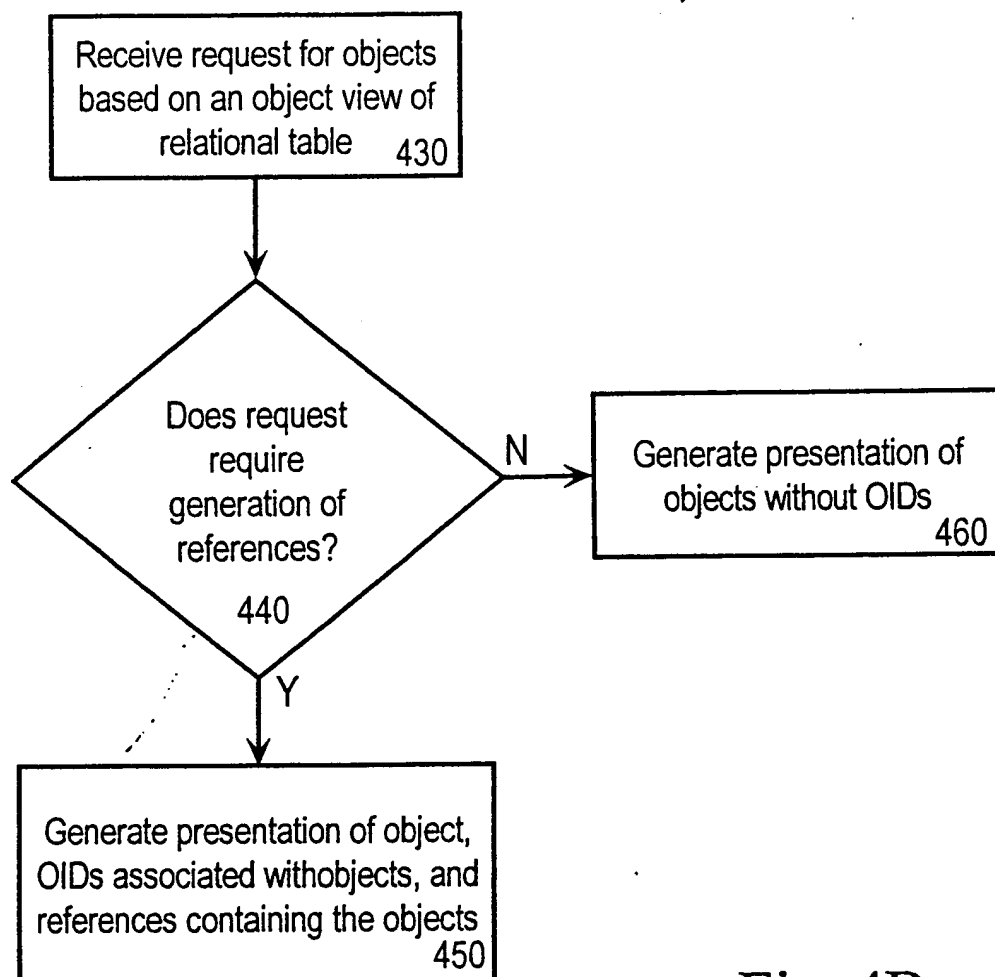 Receive request for objects
based on an object view of
relational table 430
Does request
require
generation of
references?
440
N
Generate presentation of
objects without OIDs
460
Y
Generate presentation of object,
OIDs associated withobjects, and
references containing the objects
450